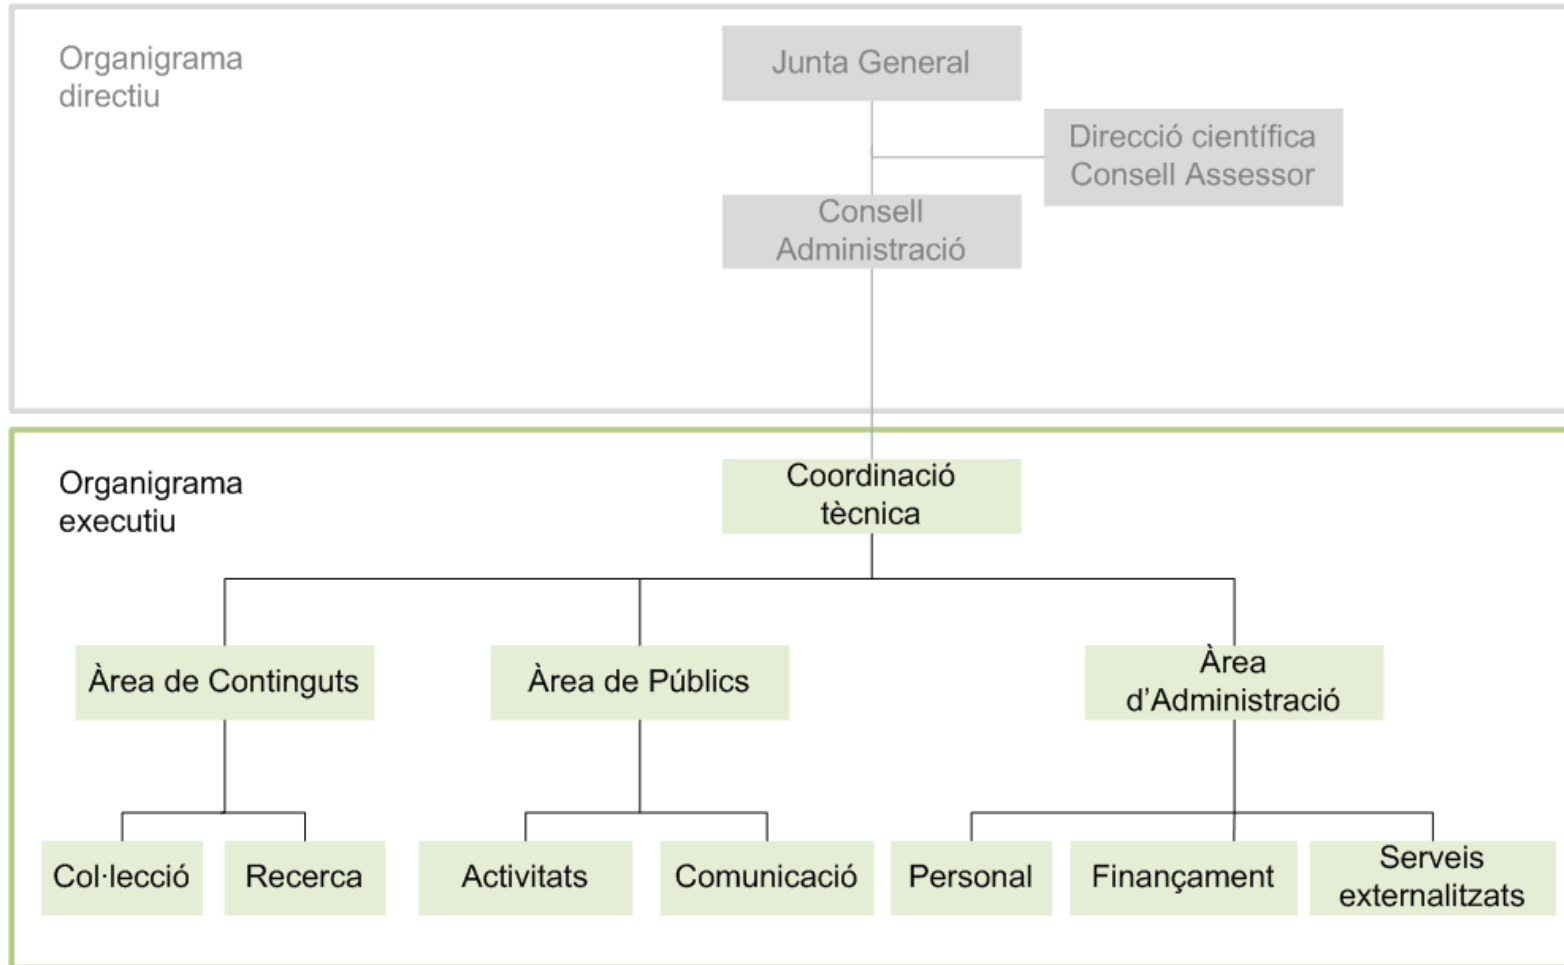 Organigrama
directiu
Junta General
Direcció científica
Consell Assessor
Consell
Administració
Organigrama
executiu
Coordinació
tècnica
Àrea de Continguts
Àrea de Públics
Àrea
d’Administració
Col·lecció
Recerca
Activitats
Comunicació
Personal
Finançament
Serveis
externalitzats